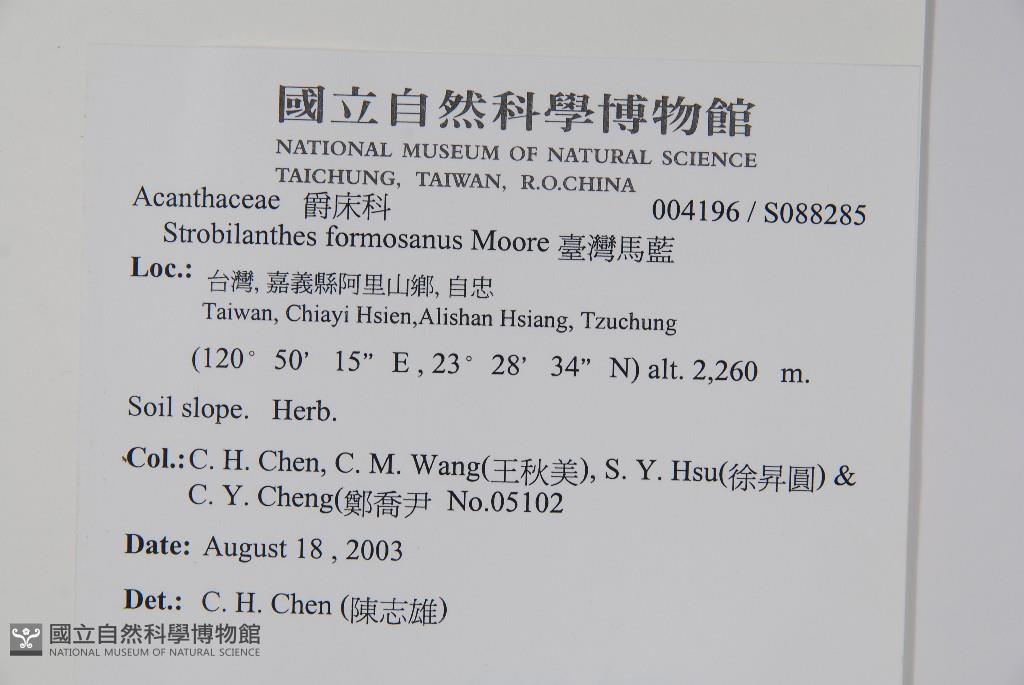 國立自然科學博物館
NATIONAL MUSEUM OF NATURAL SCIENCE
TAICHUNG, TAIWAN, R.O.CHINA
Acanthaceae 爵床科 004196 / S088285
Strobilanthes formosanus Moore 臺灣馬藍
Loc.: 台灣, 嘉義縣阿里山鄉, 自忠
Taiwan, Chiayi Hsien,Alishan Hsiang, Tzuchung
(120° 50’ 15” E , 23° 28’ 34” N) alt. 2,260 m.
Soil slope. Herb.
Col.: C. H. Chen, C. M. Wang(王秋美), S. Y. Hsu(徐昇圓) &
C. Y. Cheng(鄭喬尹 No.05102
Date: August 18 , 2003
Det.: C. H. Chen (陳志雄)
國立自然科學博物館
NATIONAL MUSEUM OF NATURAL SCIENCE